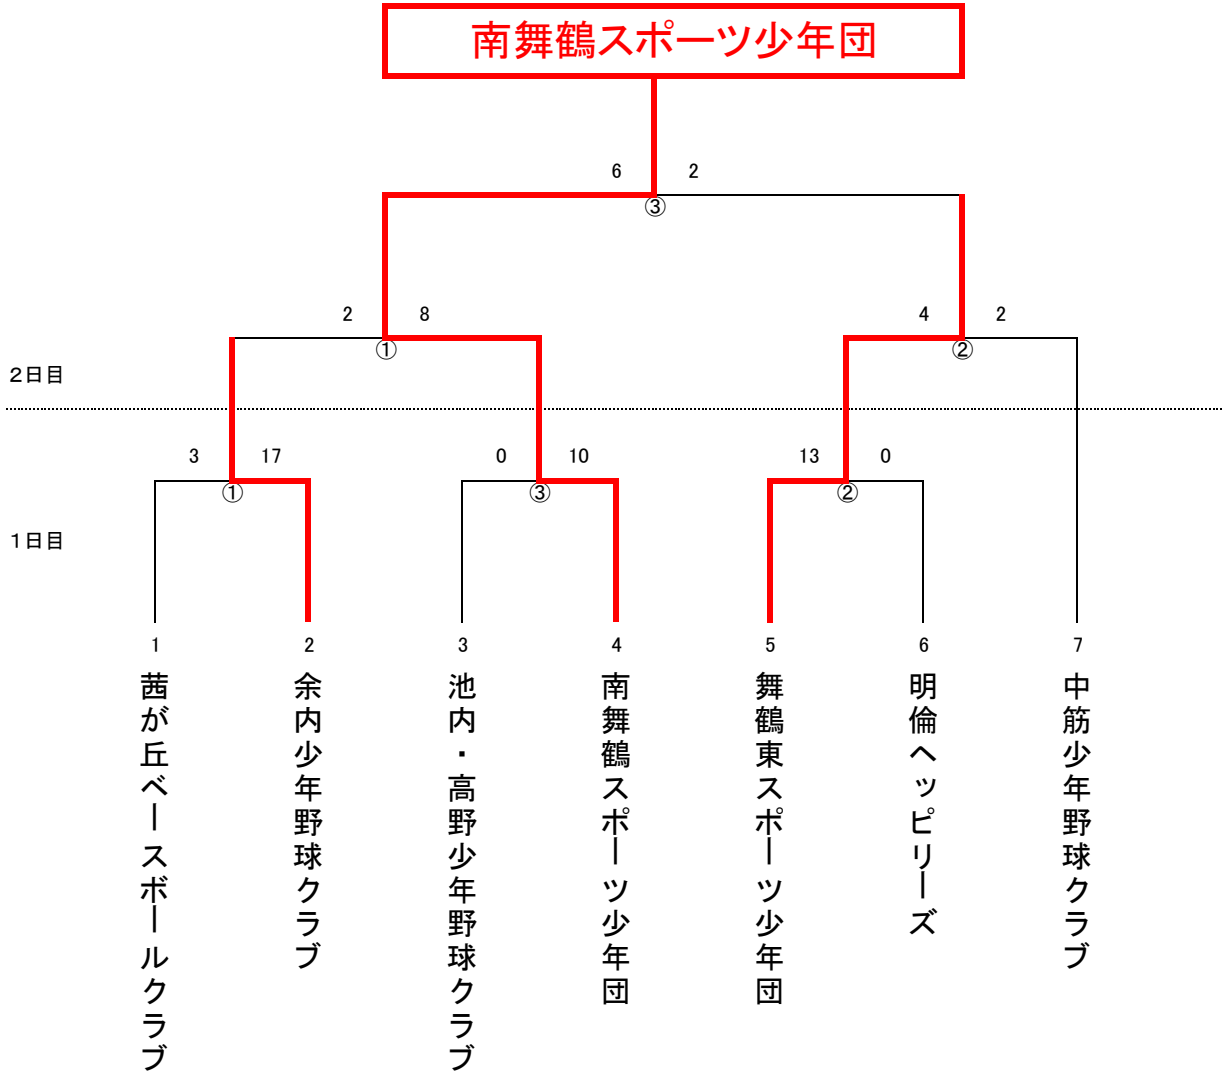 南舞鶴スポーツ少年団
6 2
③
2 8 4 2
① ②
2日目
3 17 0 10 13 0
① ③ ②
1日目
1 2 3 4 5 6 7
茜が丘ベースボールクラブ
余内少年野球クラブ
池内・高野少年野球クラブ
南舞鶴スポーツ少年団
舞鶴東スポーツ少年団
明倫ヘッピリーズ
中筋少年野球クラブ